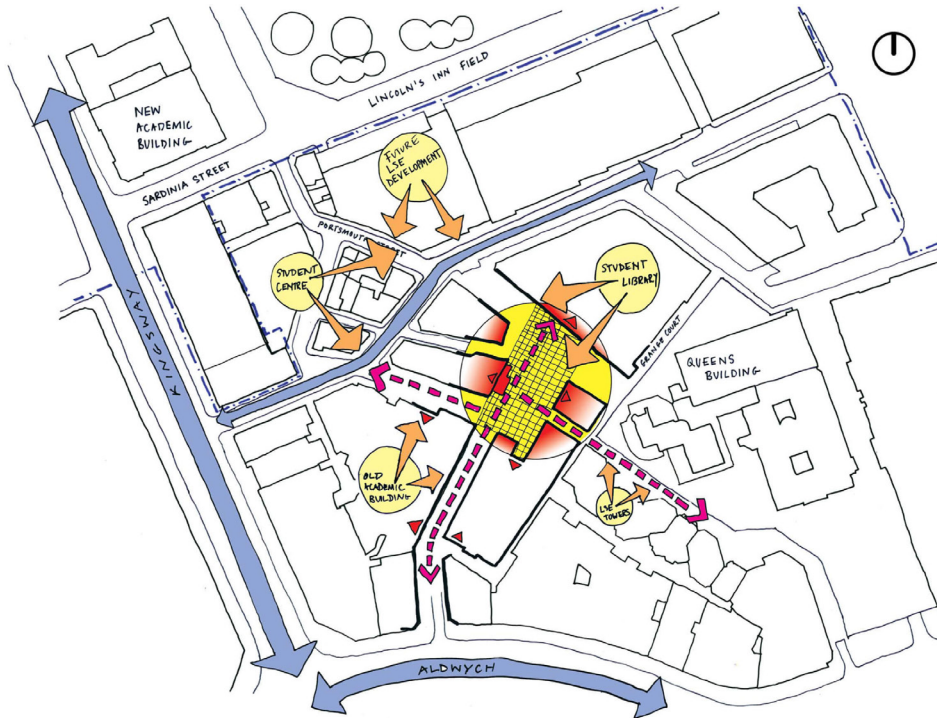 NEW
ACADEMIC
BUILDING
LINCOLN'S INN FIELD
SARDINIA STREET
FUTURE
LSE
DEVELOPMENT
PORTSMOUTH STREET
STUDENT
CENTRE
STUDENT
LIBRARY
GRANGE COURT
QUEENS
BUILDING
KINGSWAY
OLD
ACADEMIC
BUILDING
LSE
TOWERS
ALDWYCH